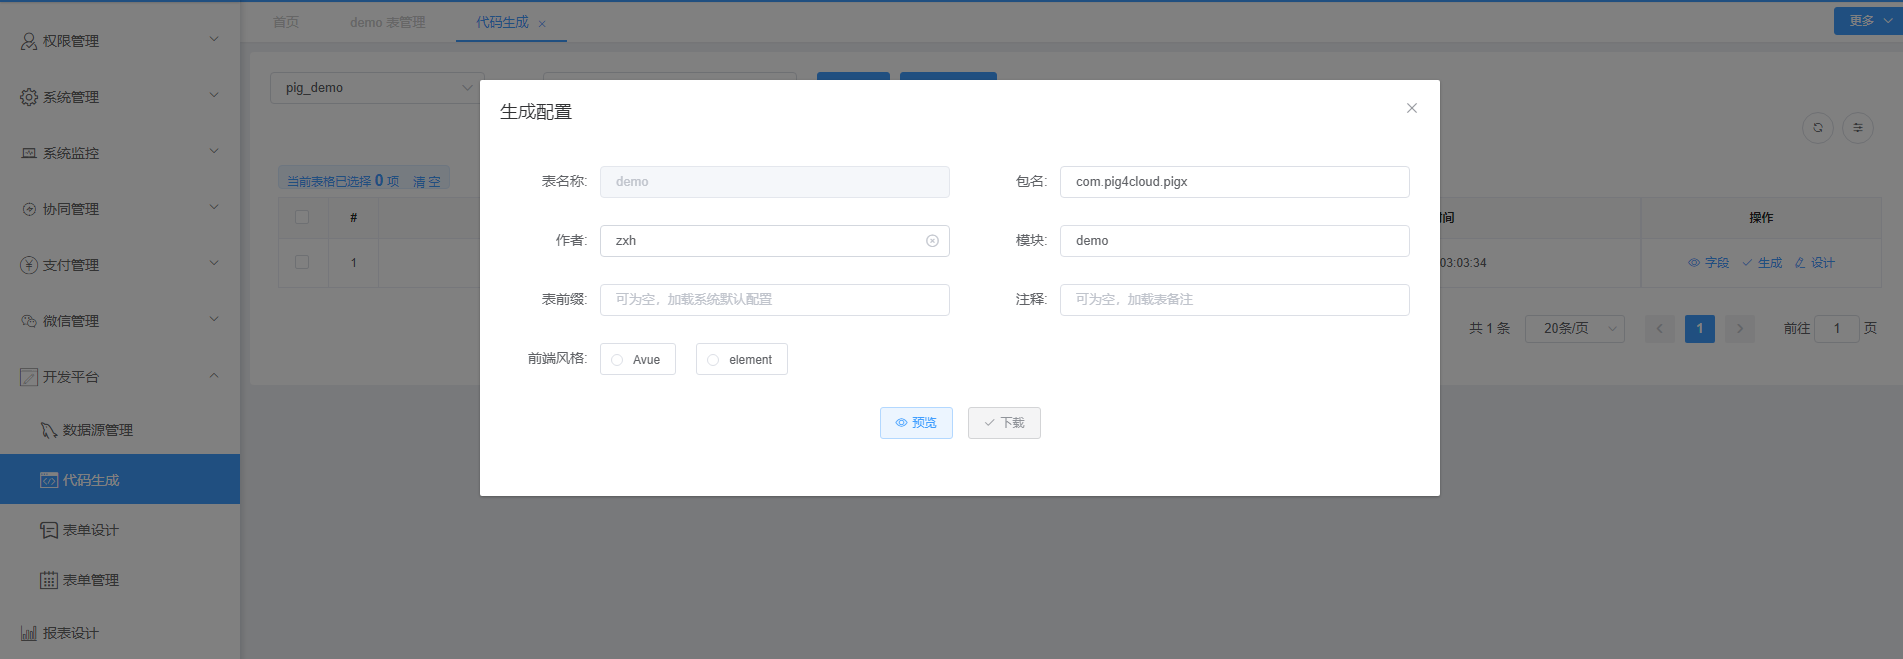 首页
demo 表管理
代码生成
更多
权限管理
系统管理
系统监控
协同管理
支付管理
微信管理
开发平台
数据源管理
代码生成
表单设计
表单管理
报表设计
pig_demo
当前表格已选择 0 项 清 空
#
间
操作
1
03:03:34
字段 生成 设计
共 1 条 20条/页 1 前往 1 页
生成配置
表名称: demo
包名: com.pig4cloud.pigx
作者: zxh
模块: demo
表前缀: 可为空，加载系统默认配置
注释: 可为空，加载表备注
前端风格: Avue element
预览 下载